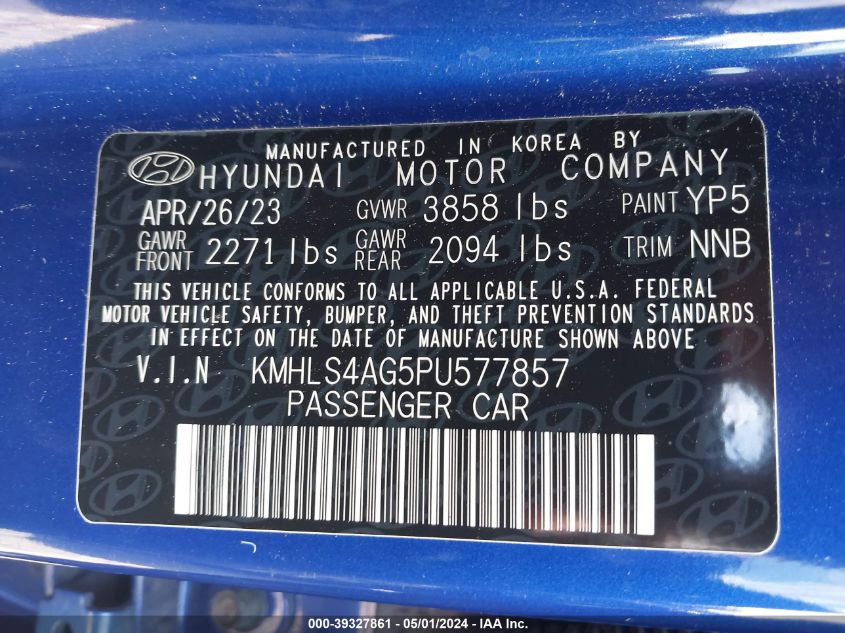 MANUFACTURED IN KOREA BY
HYUNDAI MOTOR COMPANY
APR/26/23 GVWR 3858 lbs PAINT YP5
GAWR FRONT 2271 lbs GAWR REAR 2094 lbs TRIM NNB
THIS VEHICLE CONFORMS TO ALL APPLICABLE U.S.A. FEDERAL
MOTOR VEHICLE SAFETY, BUMPER, AND THEFT PREVENTION STANDARDS
IN EFFECT ON THE DATE OF MANUFACTURE SHOWN ABOVE
V.I.N KMHLS4AG5PU577857
PASSENGER CAR
000-39327861 - 05/01/2024 - IAA Inc.